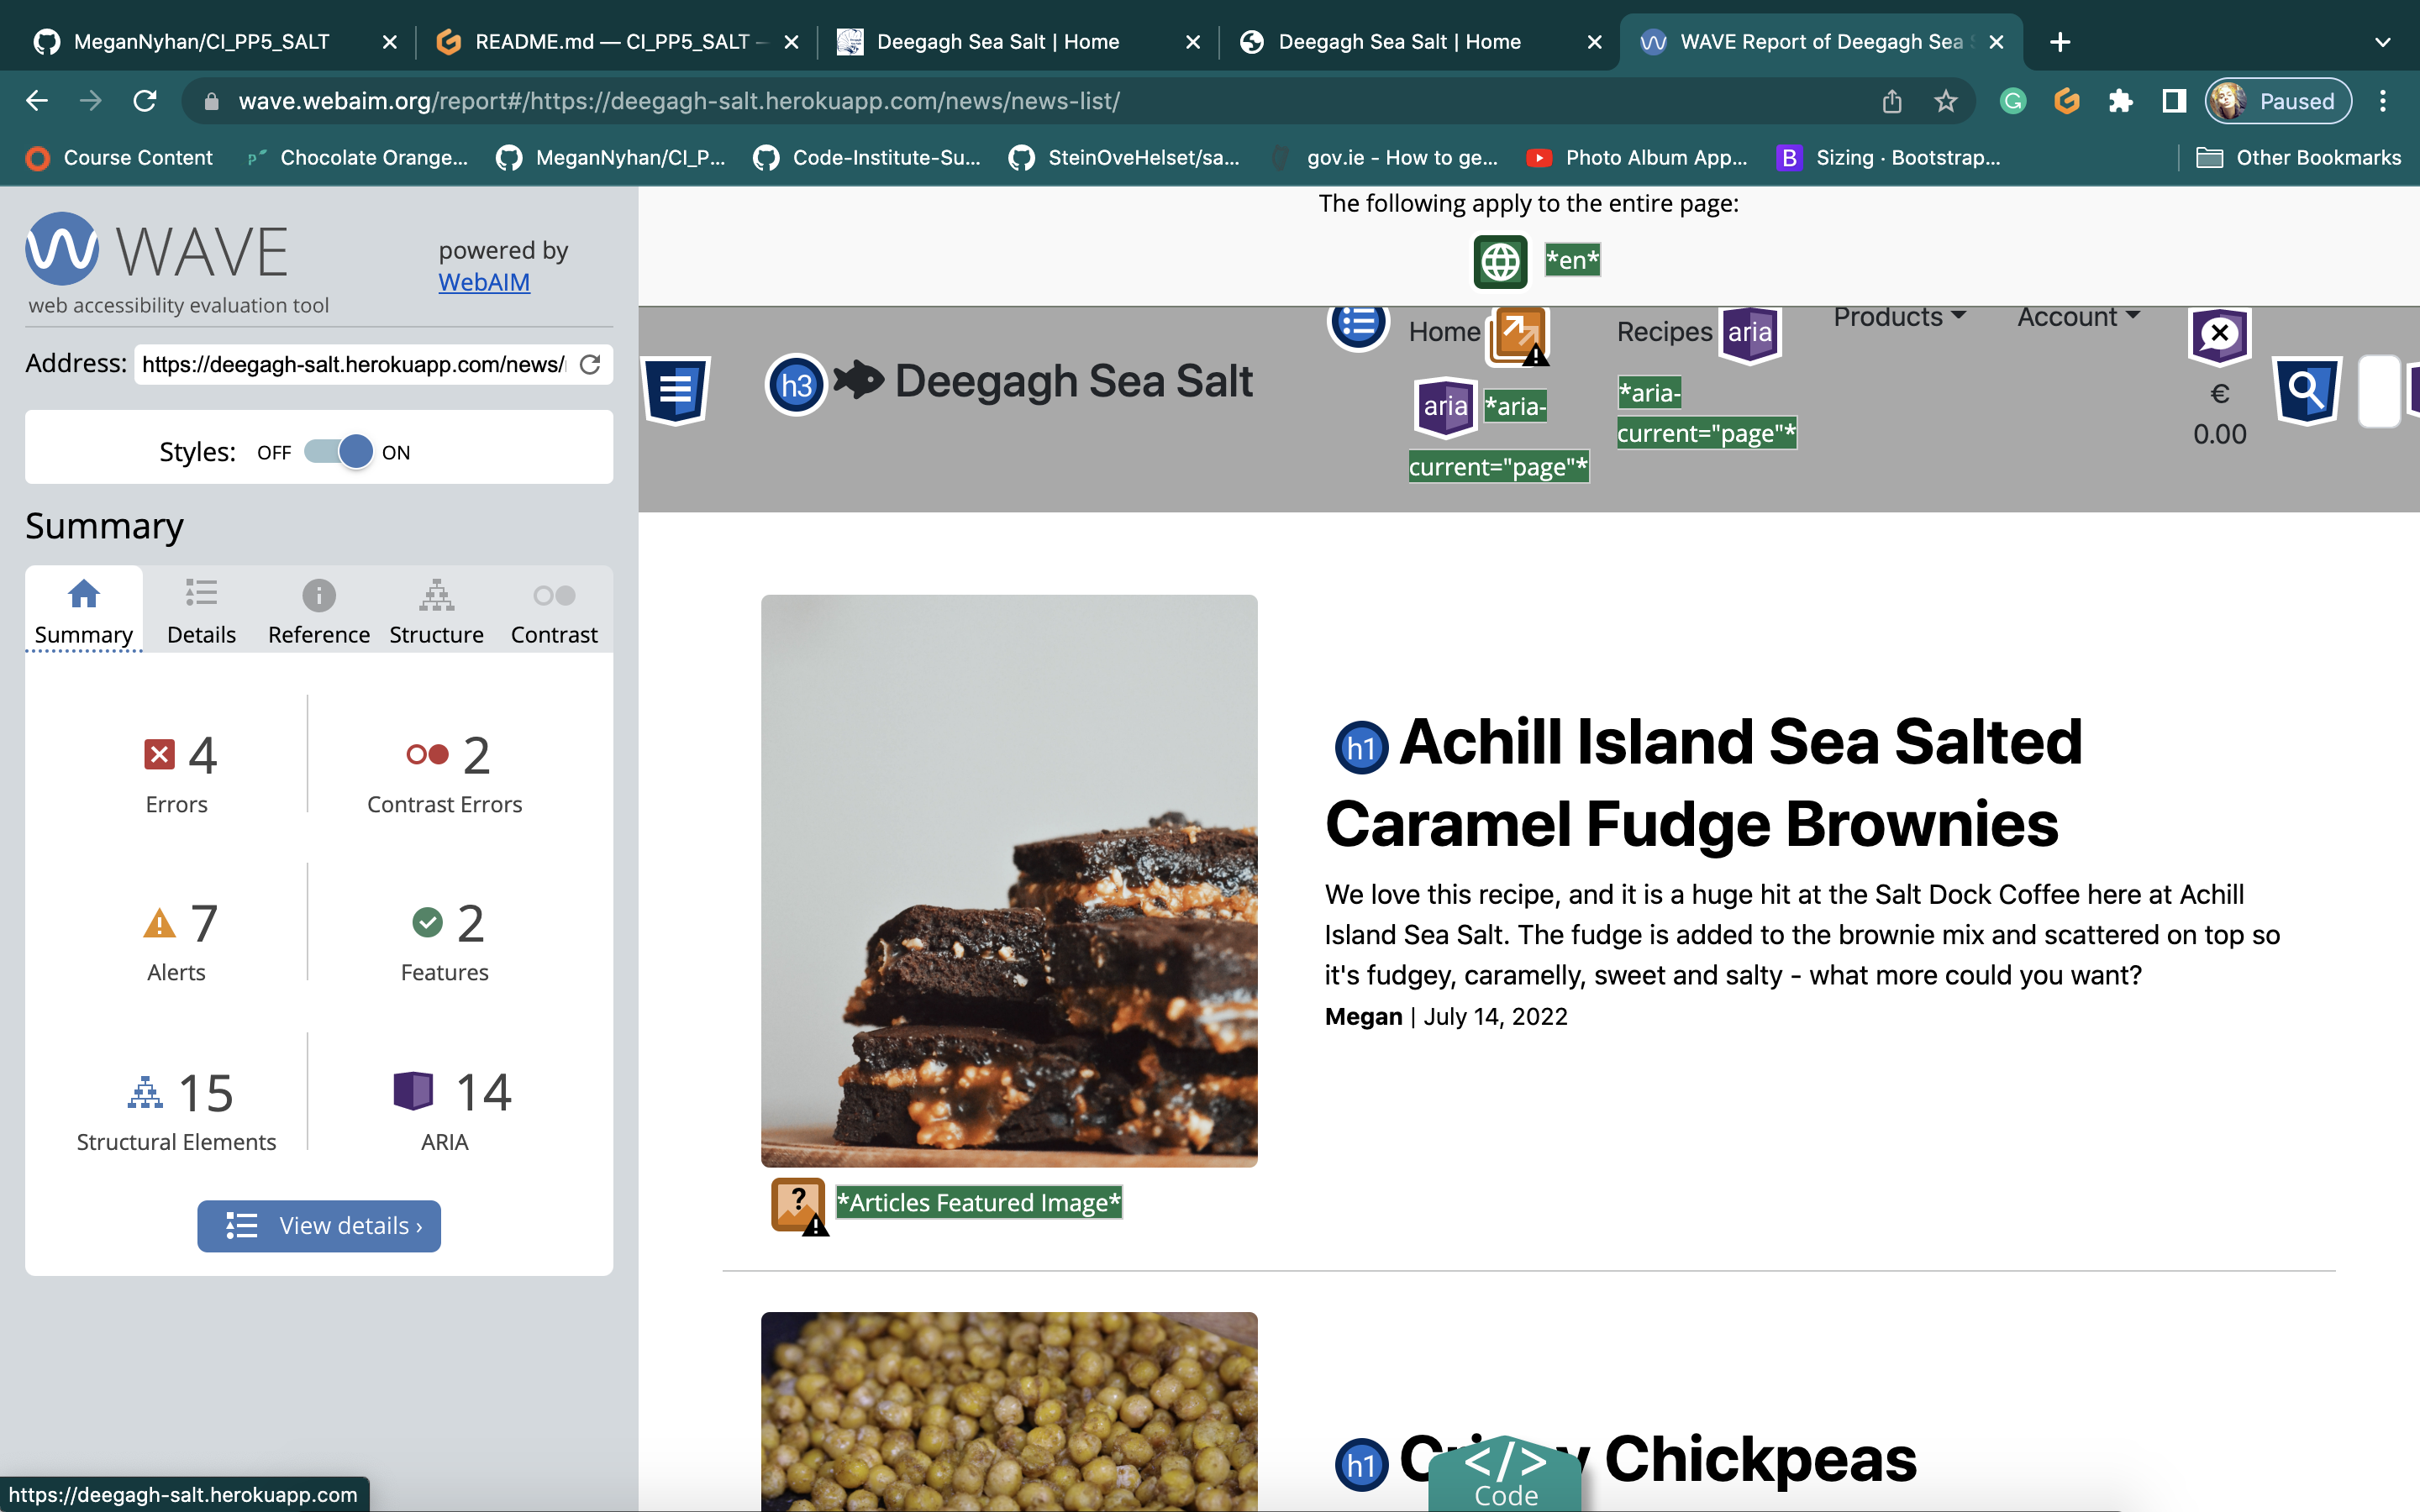 MeganNyhan/CI_PP5_SALT
README.md — CI_PP5_SALT –
Deegagh Sea Salt | Home
Deegagh Sea Salt | Home
WAVE Report of Deegagh Sea
wave.webaim.org/report#/https://deegagh-salt.herokuapp.com/news/news-list/
Paused
Course Content
Chocolate Orange...
MeganNyhan/CI_P...
Code-Institute-Su...
SteinOveHelset/sa...
gov.ie - How to ge...
Photo Album App...
B
Sizing · Bootstrap...
Other Bookmarks
WAVE
web accessibility evaluation tool
powered by
WebAIM
Address:
https://deegagh-salt.herokuapp.com/news/
Styles:
OFF
ON
Summary
Summary
Details
Reference
Structure
Contrast
4
Errors
2
Contrast Errors
7
Alerts
2
Features
15
Structural Elements
14
ARIA
View details ›
https://deegagh-salt.herokuapp.com
The following apply to the entire page:
*en*
h3
Deegagh Sea Salt
Home
aria
*aria-
current="page"*
Recipes
aria
*aria-
current="page"*
Products
Account
€
0.00
h1
Achill Island Sea Salted
Caramel Fudge Brownies
We love this recipe, and it is a huge hit at the Salt Dock Coffee here at Achill
Island Sea Salt. The fudge is added to the brownie mix and scattered on top so
it's fudgey, caramelly, sweet and salty - what more could you want?
Megan | July 14, 2022
*Articles Featured Image*
h1
Chickpeas
</>
Code